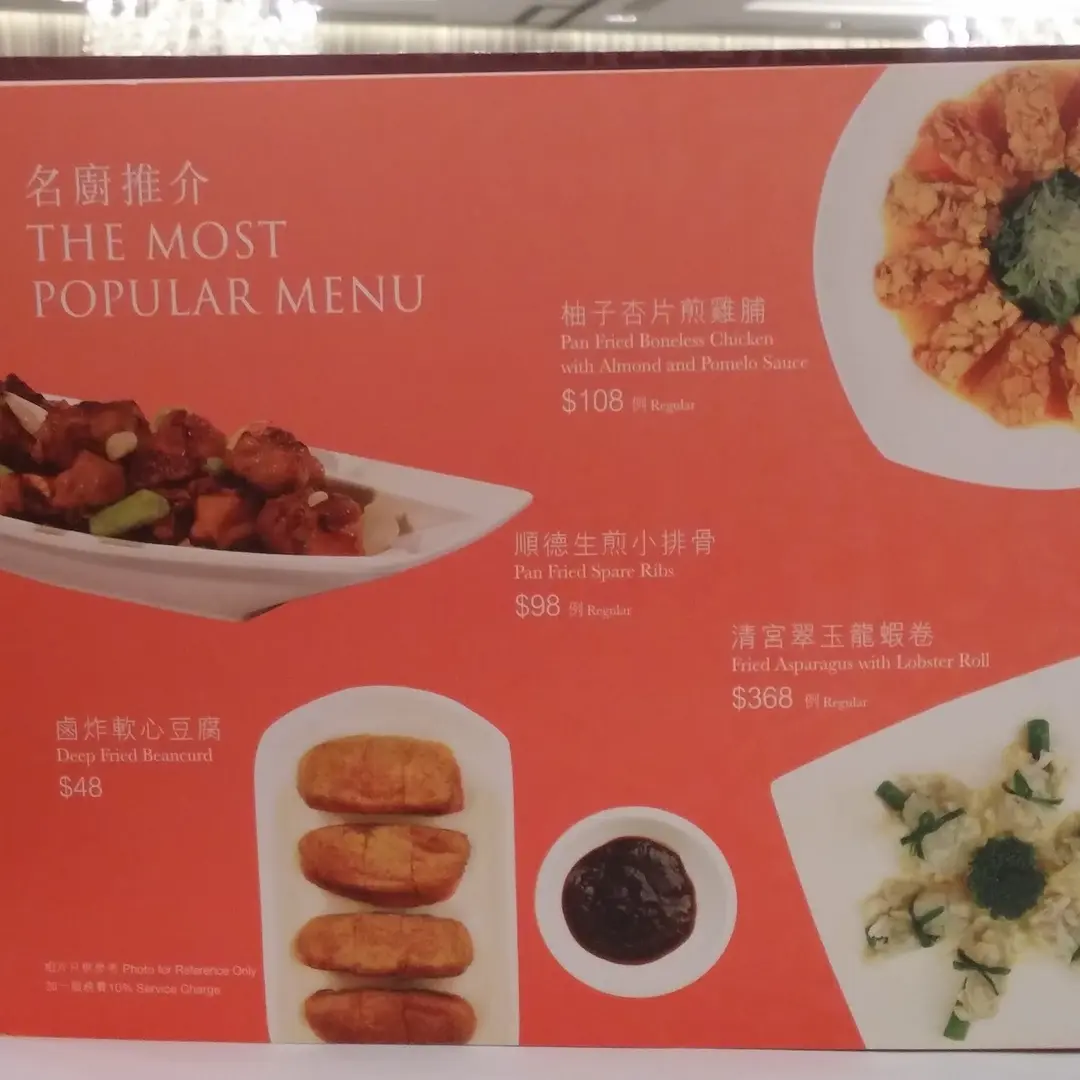 名廚推介
THE MOST
POPULAR MENU
柚子杏片煎雞脯
Pan Fried Boneless Chicken
with Almond and Pomelo Sauce
$108 例 Regular
順德生煎小排骨
Pan Fried Spare Ribs
$98 例 Regular
清宮翠玉龍蝦卷
Fried Asparagus with Lobster Roll
$368 例 Regular
鹵炸軟心豆腐
Deep Fried Beancurd
$48
相片只供參考 Photo for Reference Only
加一服務費10% Service Charge